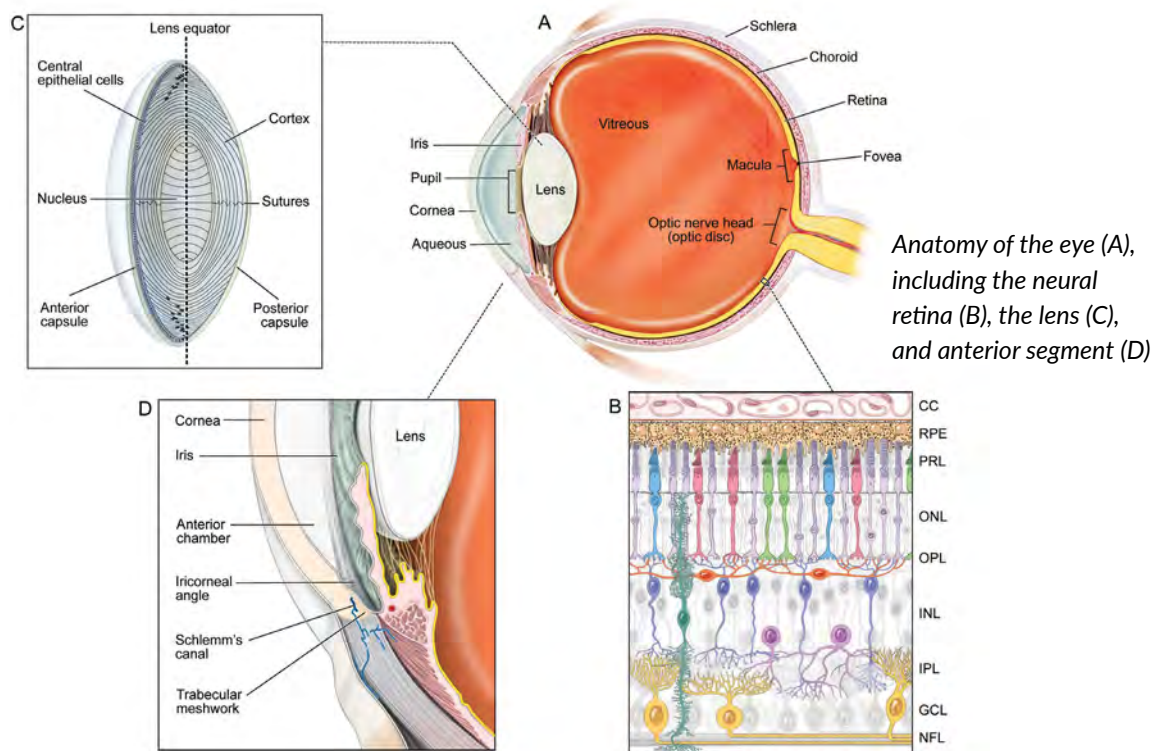 C
Lens equator
Central
epithelial cells
Cortex
Nucleus
Sutures
Anterior
capsule
Posterior
capsule
A
Schlera
Choroid
Retina
Vitreous
Iris
Macula
Fovea
Pupil
Lens
Cornea
Optic nerve head
(optic disc)
Aqueous
Anatomy of the eye (A),
including the neural
retina (B), the lens (C),
and anterior segment (D)
D
Cornea
Lens
Iris
Anterior
chamber
Iricorneal
angle
Schlemm's
canal
Trabecular
meshwork
B
CC
RPE
PRL
ONL
OPL
INL
IPL
GCL
NFL